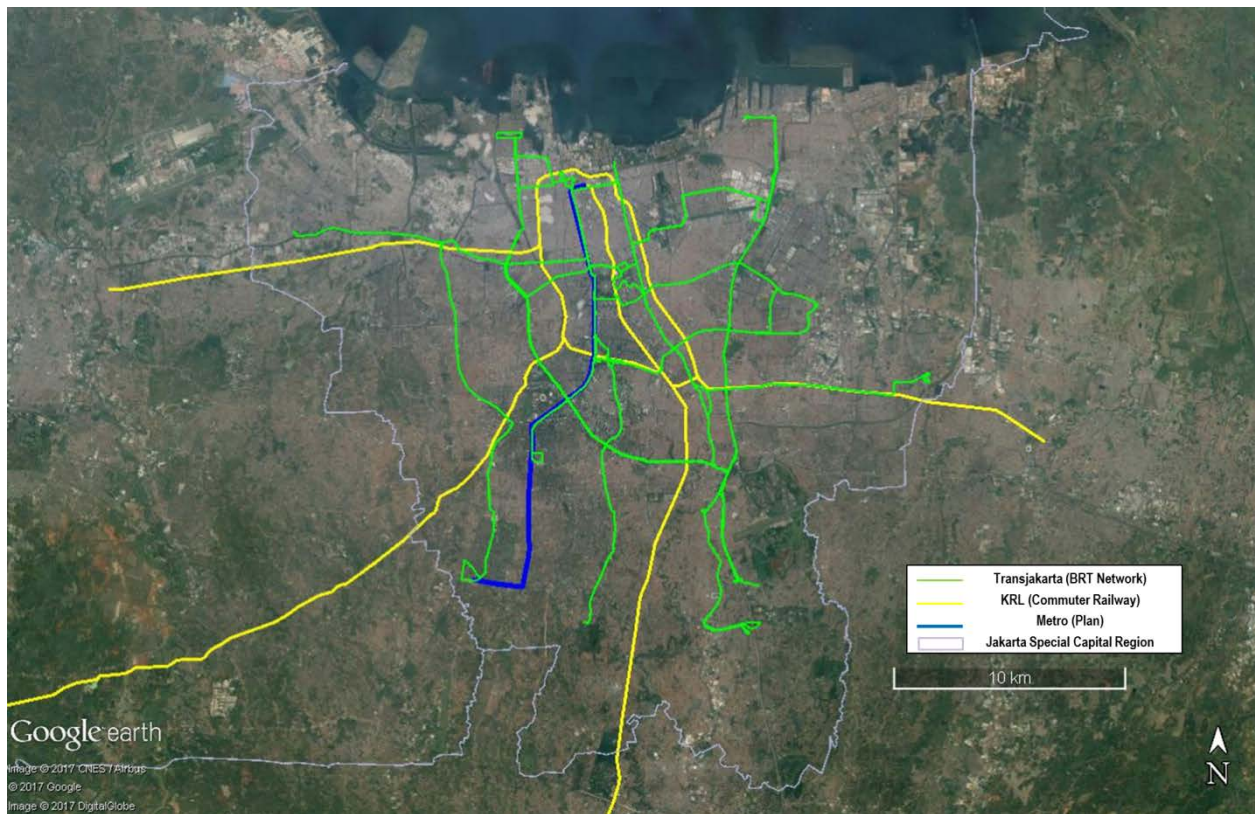 Transjakarta (BRT Network)
KRL (Commuter Railway)
Metro (Plan)
Jakarta Special Capital Region
10 km
Google earth
Image © 2017 CNES / Airbus
© 2017 Google
Image © 2017 DigitalGlobe
N